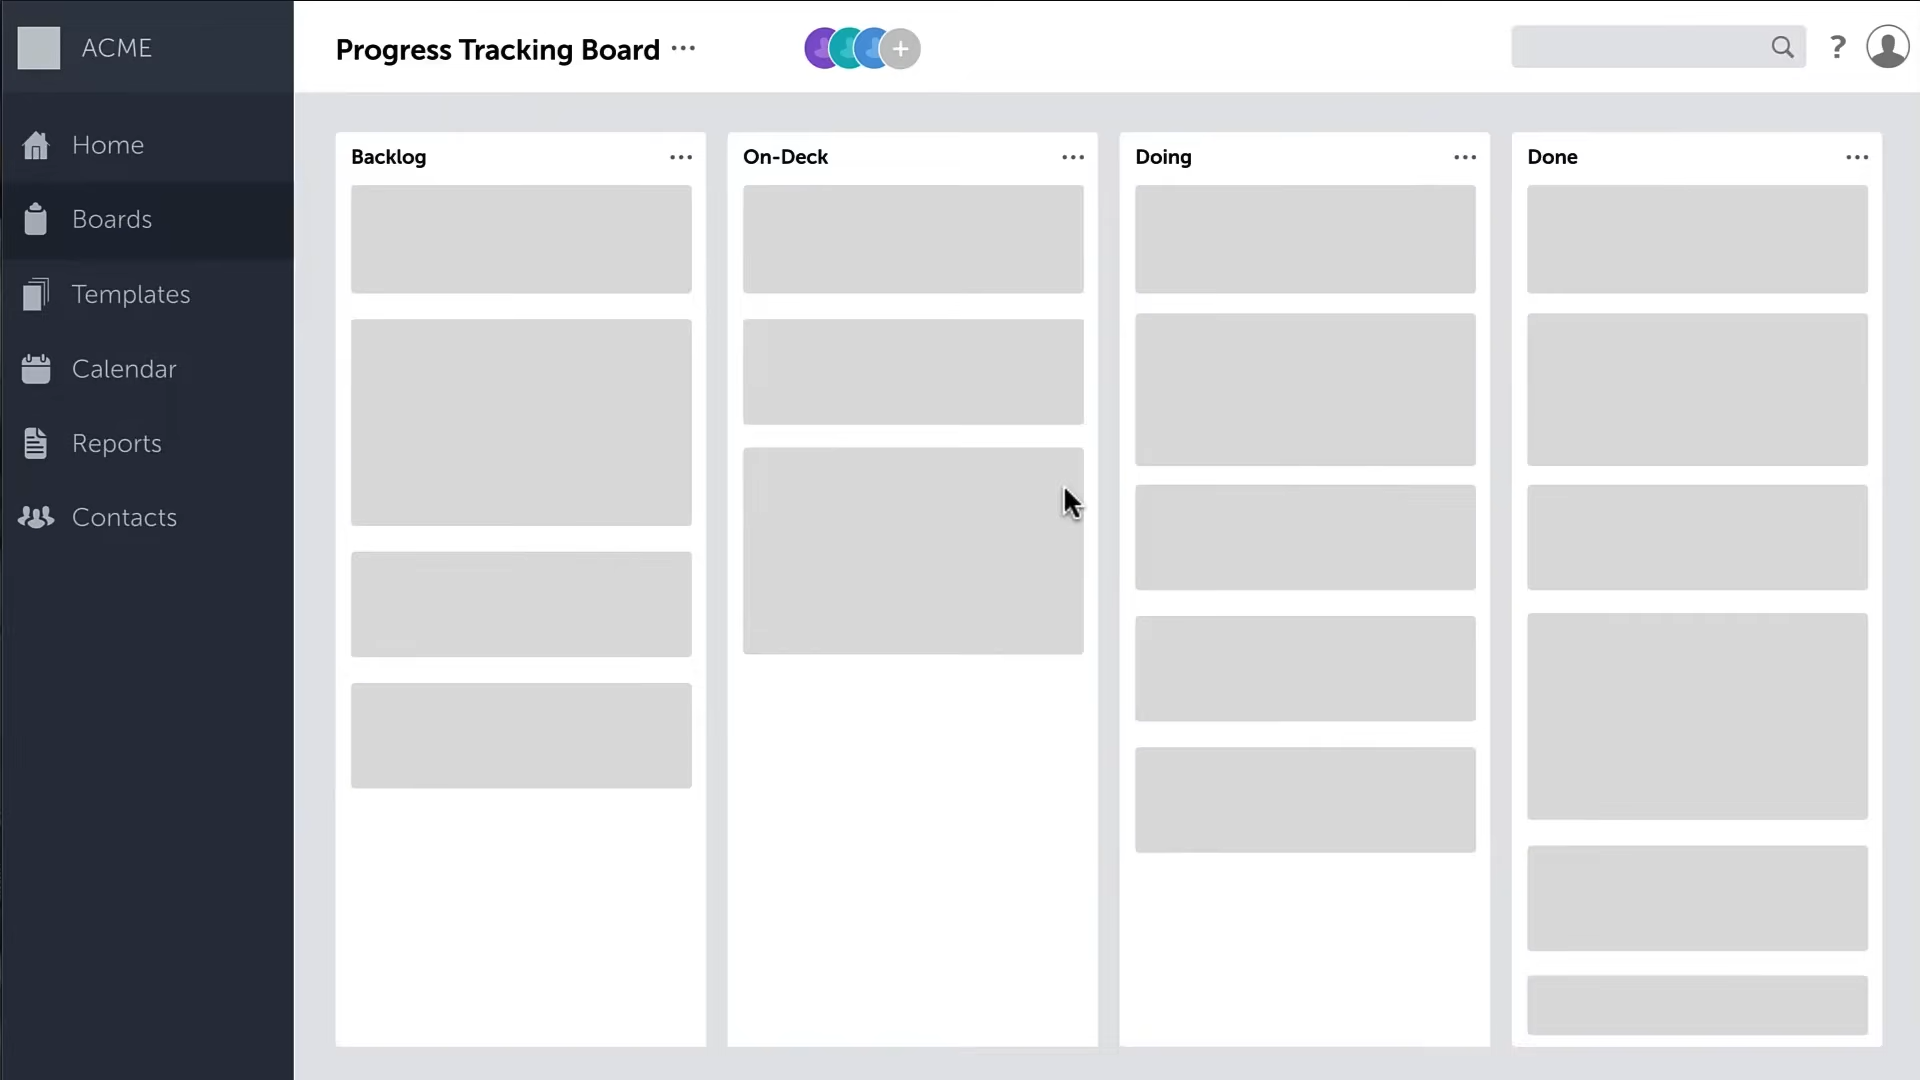 ACME
Progress Tracking Board
Home
Boards
Templates
Calendar
Reports
Contacts
Backlog
On-Deck
Doing
Done